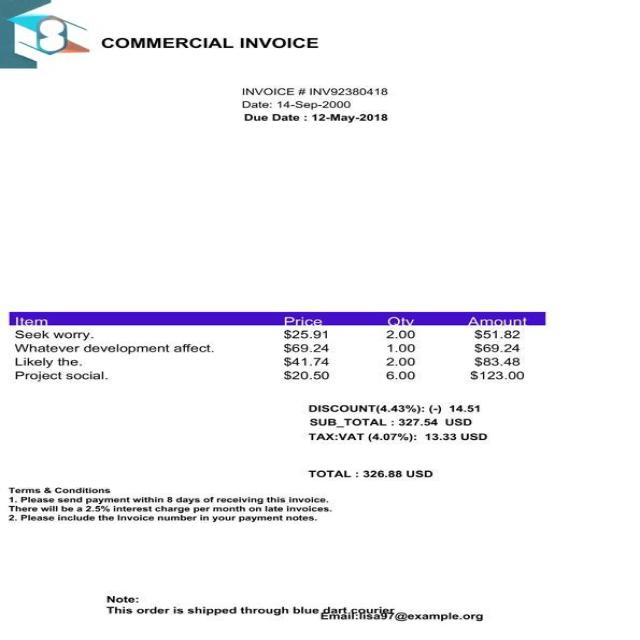 8
COMMERCIAL INVOICE
INVOICE # INV92380418
Date: 14-Sep-2000
Due Date : 12-May-2018
Item Price Qty Amount
Seek worry. $25.91 2.00 $51.82
Whatever development affect. $69.24 1.00 $69.24
Likely the. $41.74 2.00 $83.48
Project social. $20.50 6.00 $123.00
DISCOUNT(4.43%): (-) 14.51
SUB_TOTAL : 327.54 USD
TAX:VAT (4.07%): 13.33 USD
TOTAL : 326.88 USD
Terms & Conditions
1. Please send payment within 8 days of receiving this invoice.
There will be a 2.5% interest charge per month on late invoices.
2. Please include the Invoice number in your payment notes.
Note:
This order is shipped through blue dart courier
Email:lisa97@example.org